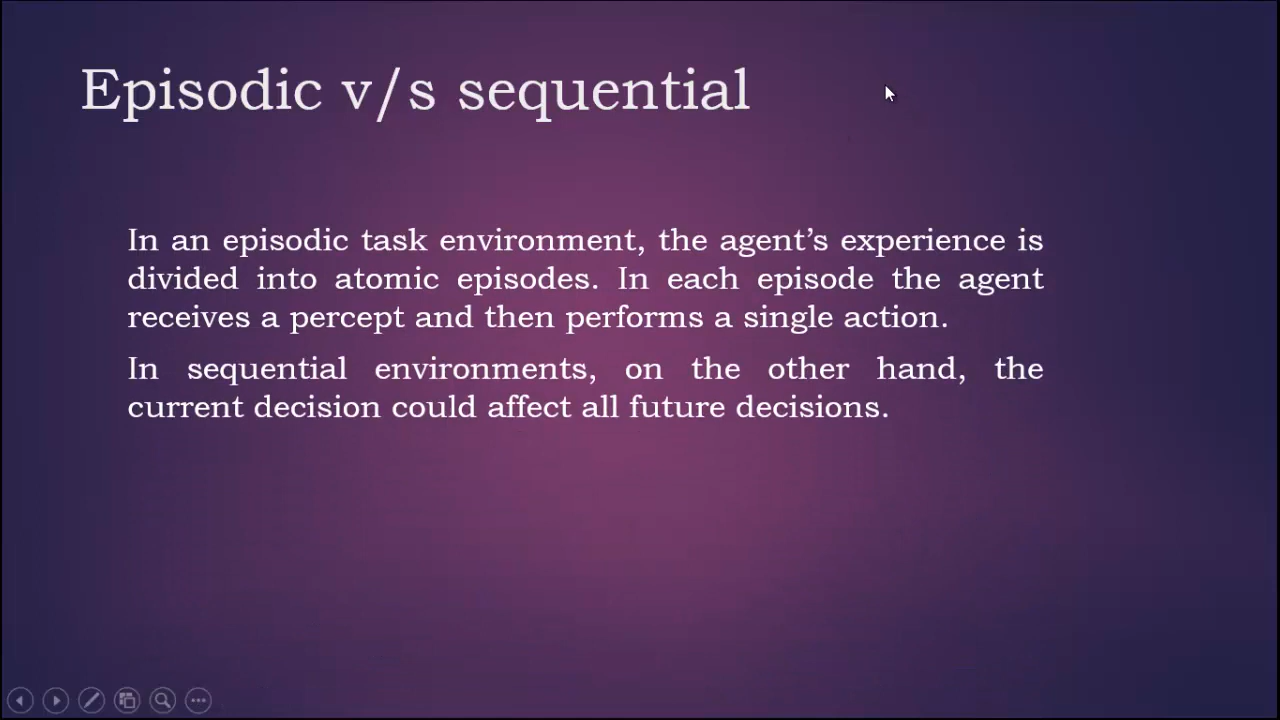 Episodic v/s sequential
In an episodic task environment, the agent’s experience is
divided into atomic episodes. In each episode the agent
receives a percept and then performs a single action.
In sequential environments, on the other hand, the
current decision could affect all future decisions.